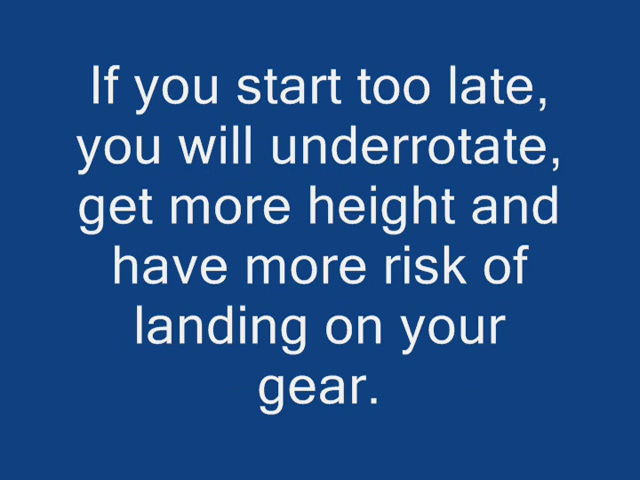 If you start too late,
you will underrotate,
get more height and
have more risk of
landing on your
gear.